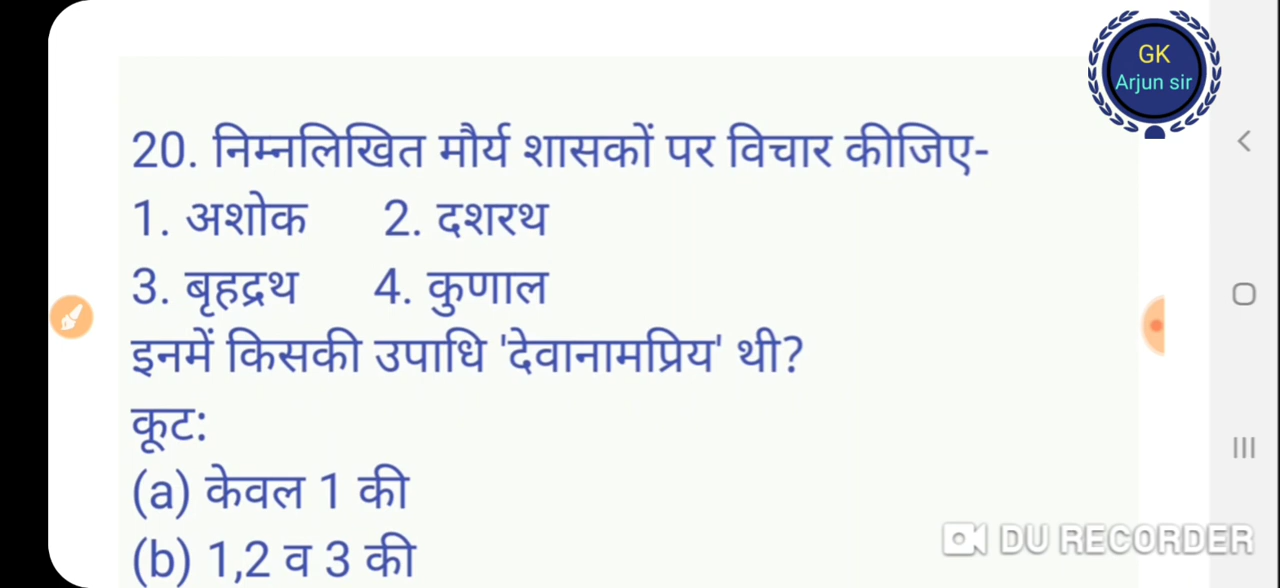 GK
Arjun sir
20. निम्नलिखित मौर्य शासकों पर विचार कीजिए-
1. अशोक 2. दशरथ
3. बृहद्रथ 4. कुणाल
इनमें किसकी उपाधि 'देवानामप्रिय' थी?
कूट:
(a) केवल 1 की
(b) 1,2 व 3 की
DU RECORDER